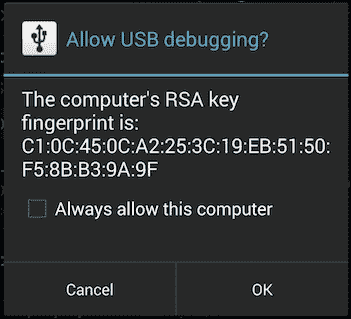 Allow USB debugging?
The computer's RSA key
fingerprint is:
C1:0C:45:0C:A2:25:3C:19:EB:51:50:
F5:8B:B3:9A:9F
Always allow this computer
Cancel
OK